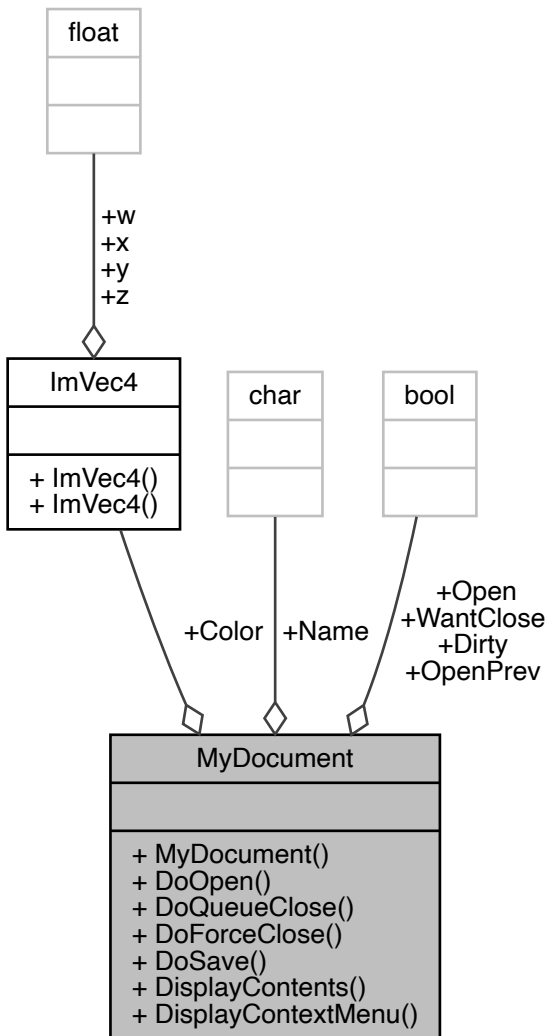 float
+w
+x
+y
+z
ImVec4
+ ImVec4()
+ ImVec4()
char
bool
+Color
+Name
+Open
+WantClose
+Dirty
+OpenPrev
MyDocument
+ MyDocument()
+ DoOpen()
+ DoQueueClose()
+ DoForceClose()
+ DoSave()
+ DisplayContents()
+ DisplayContextMenu()